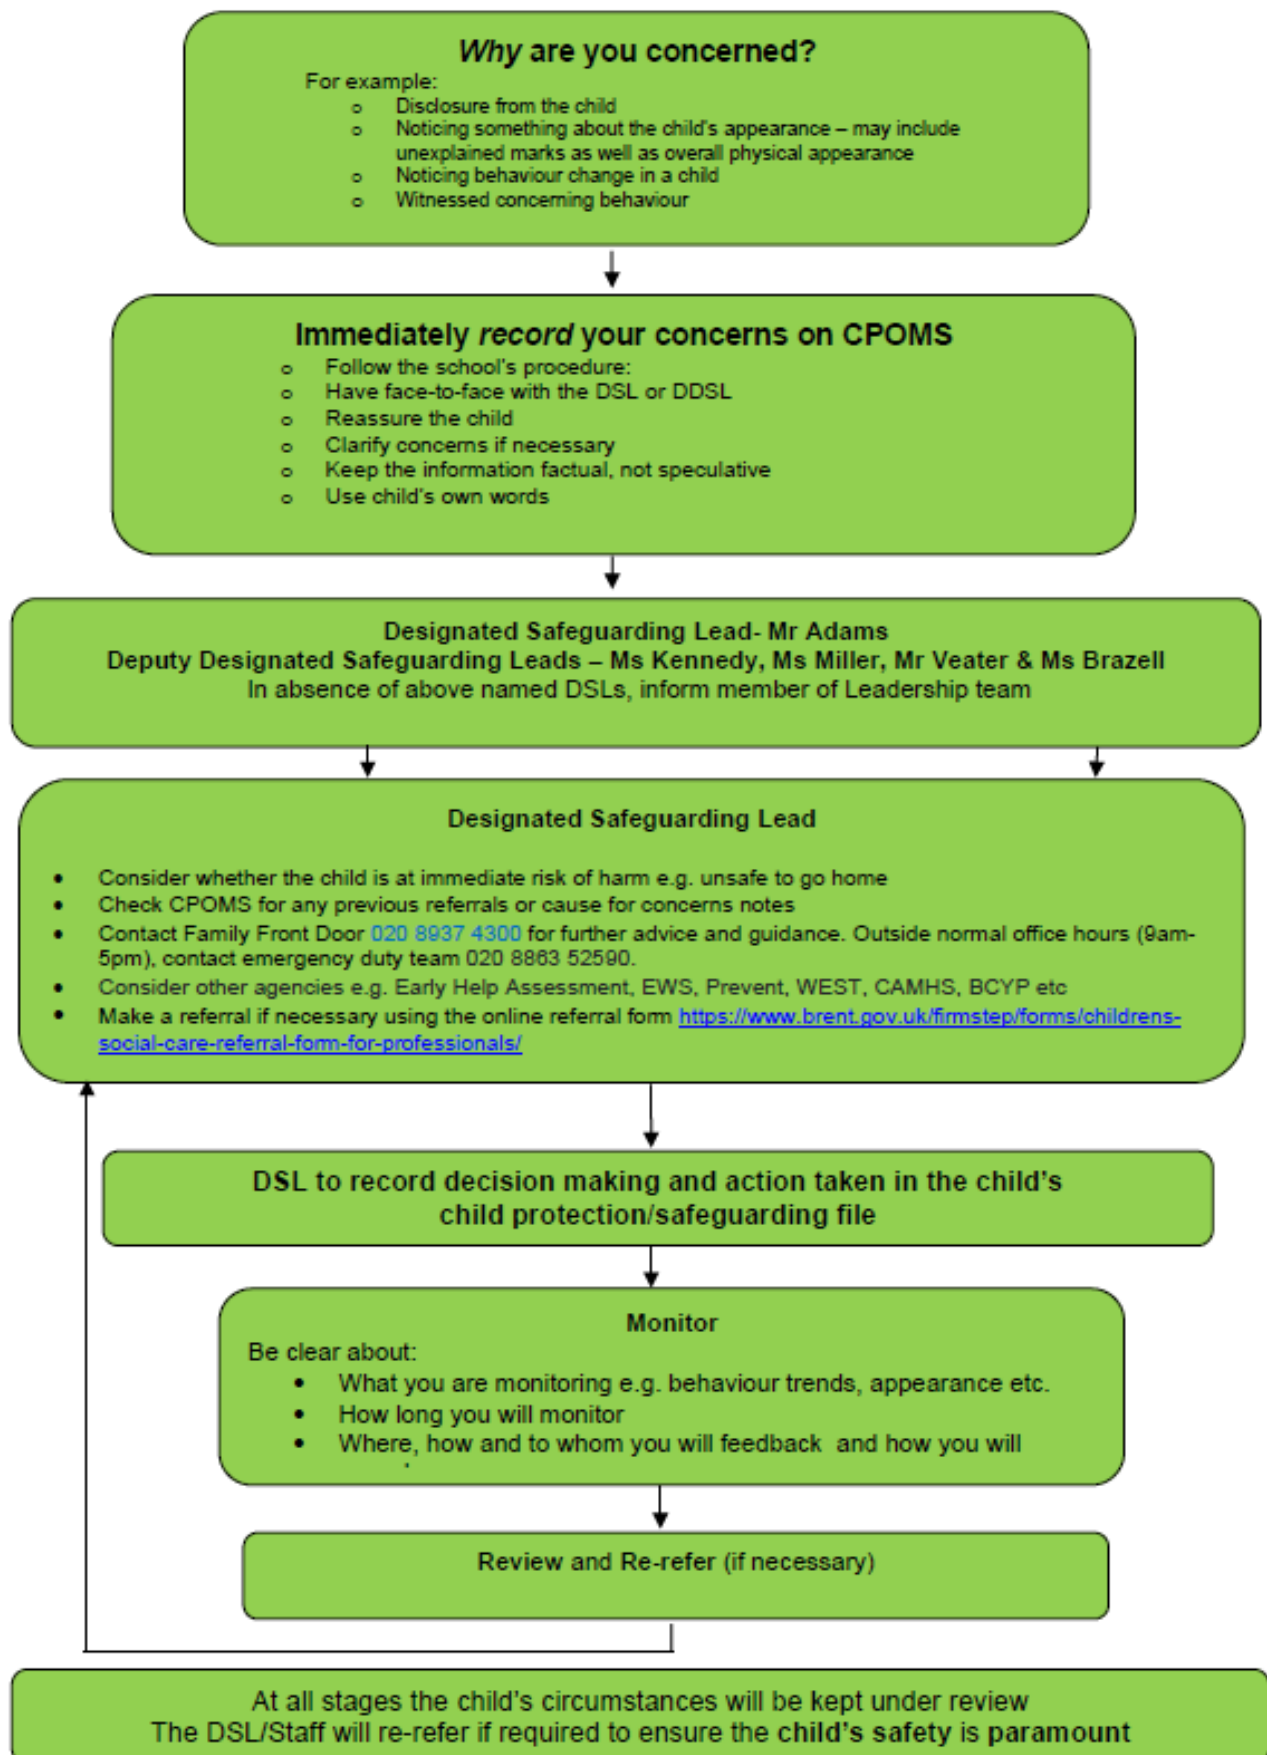 Why are you concerned?
For example:
o Disclosure from the child
o Noticing something about the child's appearance – may include
unexplained marks as well as overall physical appearance
o Noticing behaviour change in a child
o Witnessed concerning behaviour
Immediately record your concerns on CPOMS
o Follow the school's procedure:
o Have face-to-face with the DSL or DDSL
o Reassure the child
o Clarify concerns if necessary
o Keep the information factual, not speculative
o Use child's own words
Designated Safeguarding Lead- Mr Adams
Deputy Designated Safeguarding Leads – Ms Kennedy, Ms Miller, Mr Veater & Ms Brazell
In absence of above named DSLs, inform member of Leadership team
Designated Safeguarding Lead
• Consider whether the child is at immediate risk of harm e.g. unsafe to go home
• Check CPOMS for any previous referrals or cause for concerns notes
• Contact Family Front Door 020 8937 4300 for further advice and guidance. Outside normal office hours (9am-
5pm), contact emergency duty team 020 8863 52590.
• Consider other agencies e.g. Early Help Assessment, EWS, Prevent, WEST, CAMHS, BCYP etc
• Make a referral if necessary using the online referral form https://www.brent.gov.uk/firmstep/forms/childrens-
social-care-referral-form-for-professionals/
DSL to record decision making and action taken in the child's
child protection/safeguarding file
Monitor
Be clear about:
• What you are monitoring e.g. behaviour trends, appearance etc.
• How long you will monitor
• Where, how and to whom you will feedback and how you will
Review and Re-refer (if necessary)
At all stages the child's circumstances will be kept under review
The DSL/Staff will re-refer if required to ensure the child's safety is paramount